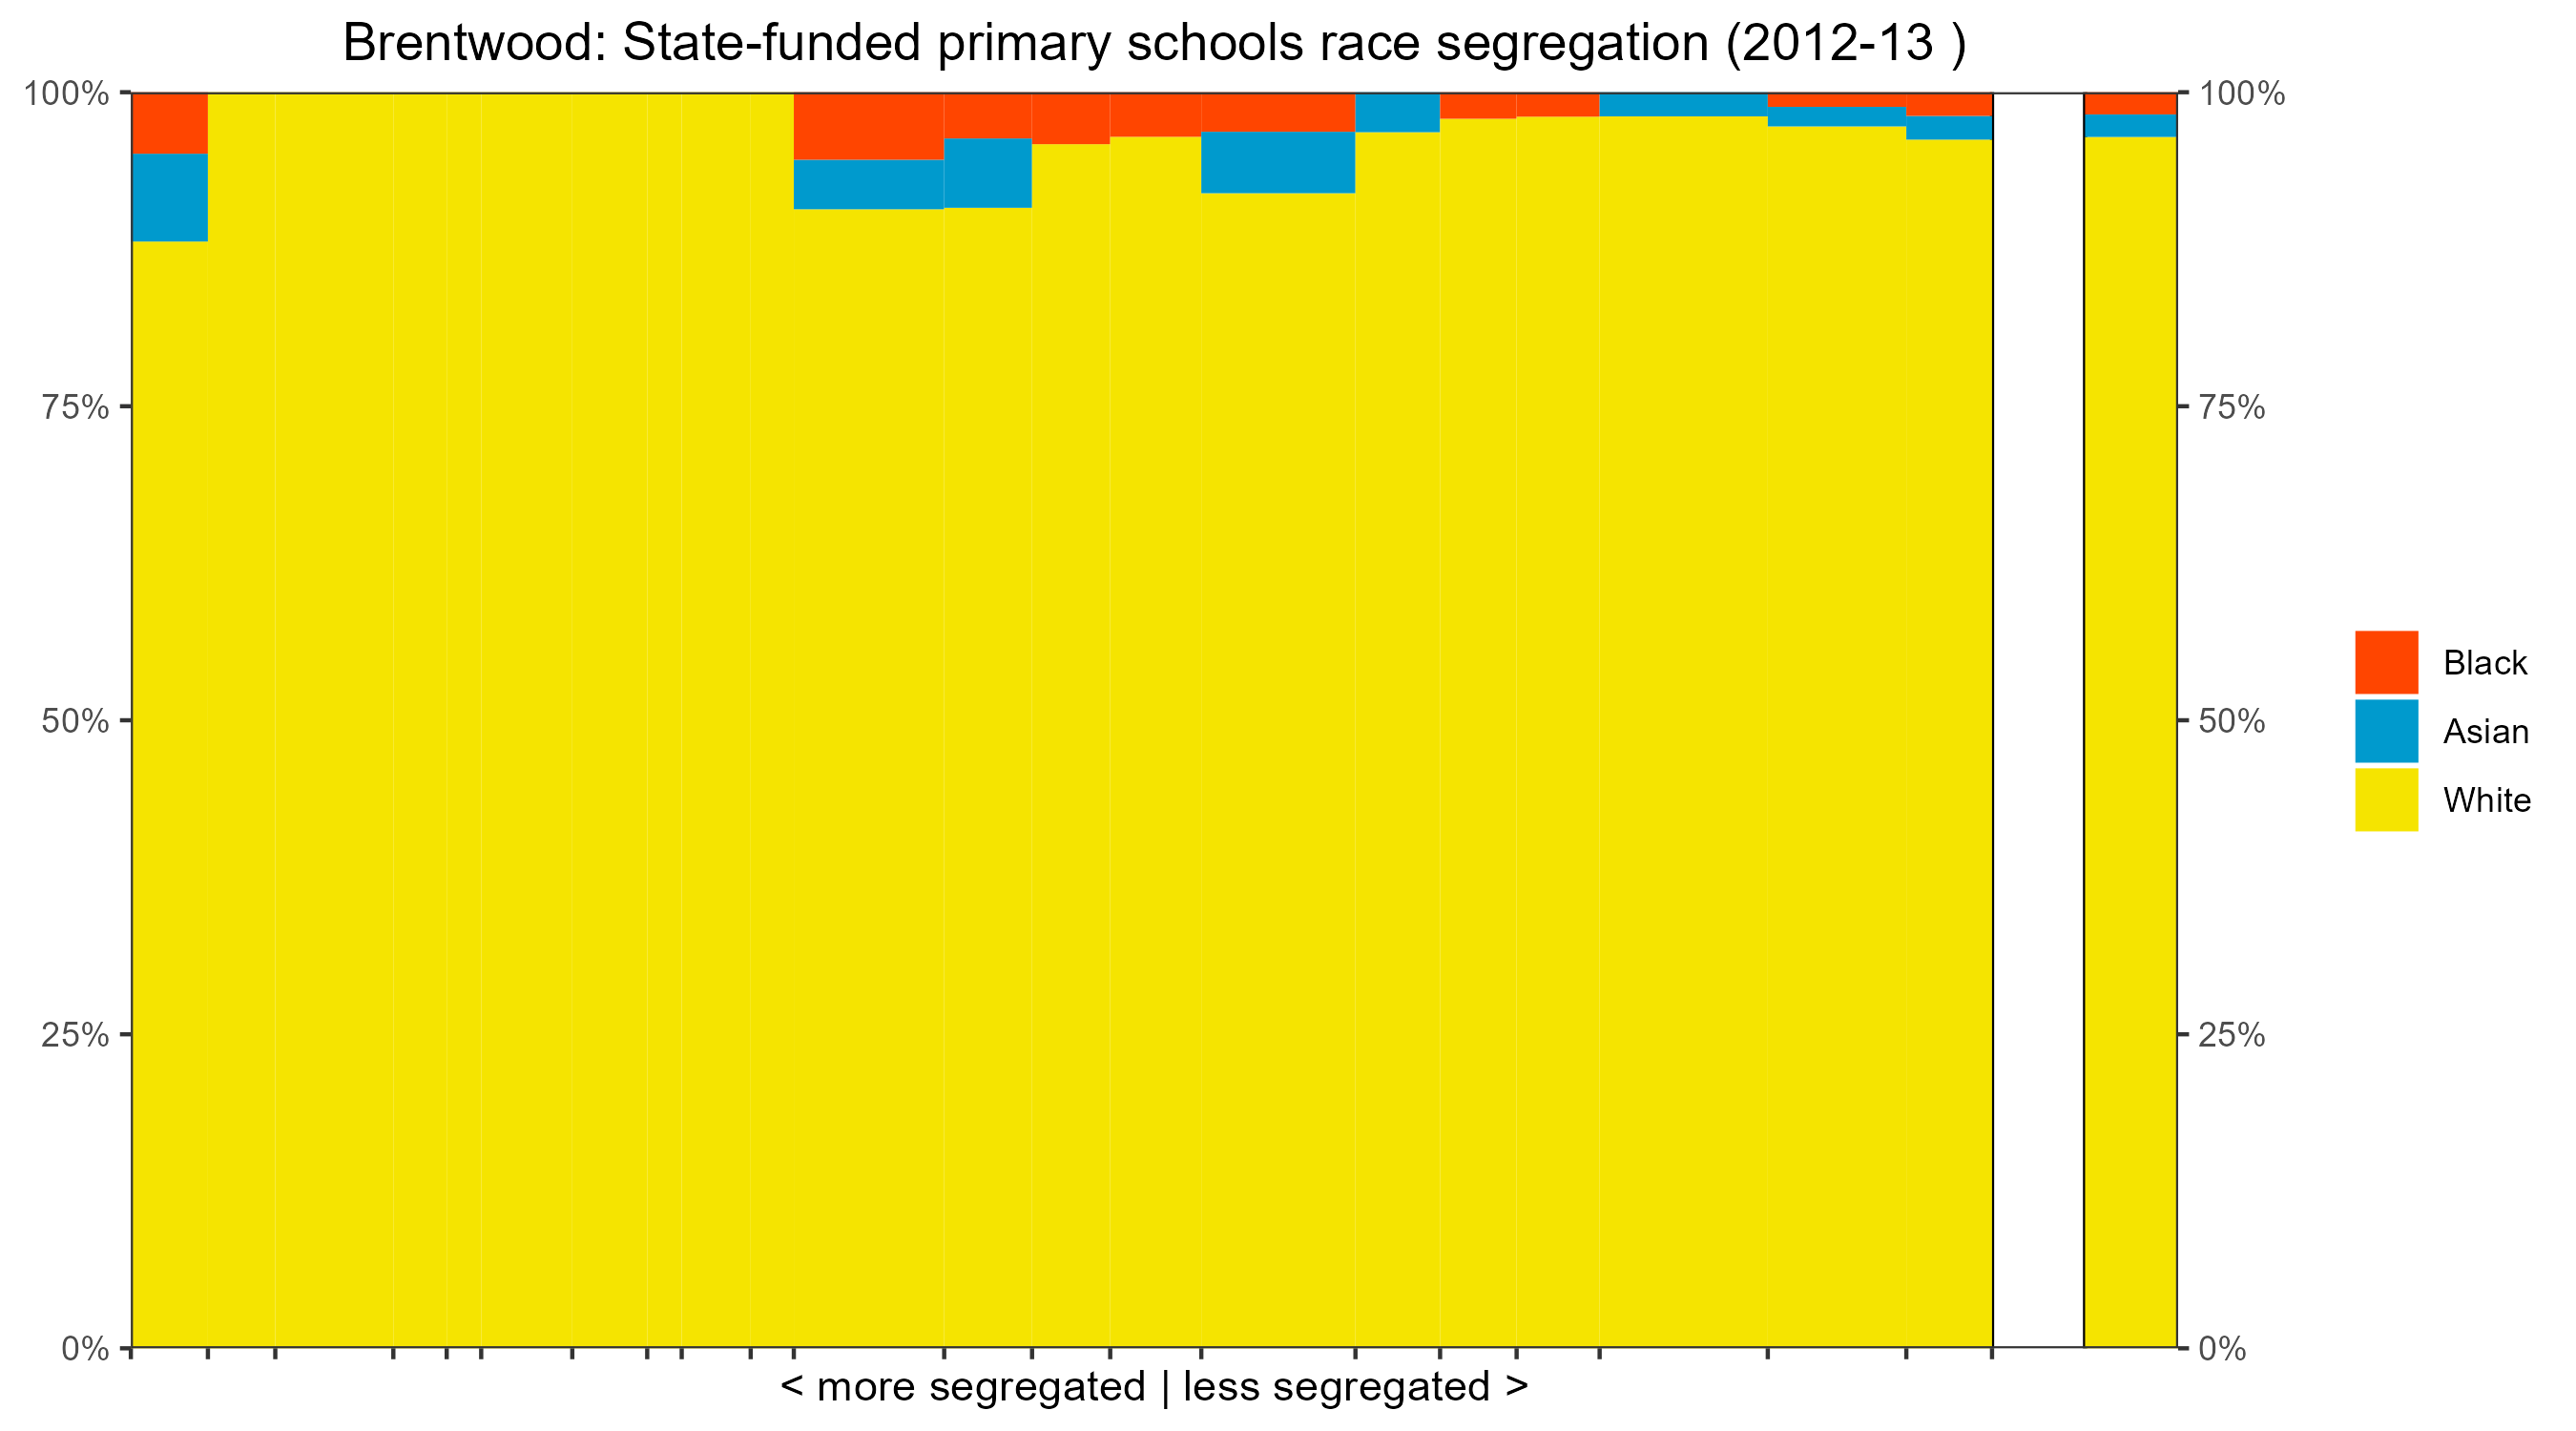 Brentwood: State-funded primary schools race segregation (2012-13 )
100%
75%
50%
25%
0%
100%
75%
50%
25%
0%
Black
Asian
White
< more segregated | less segregated >